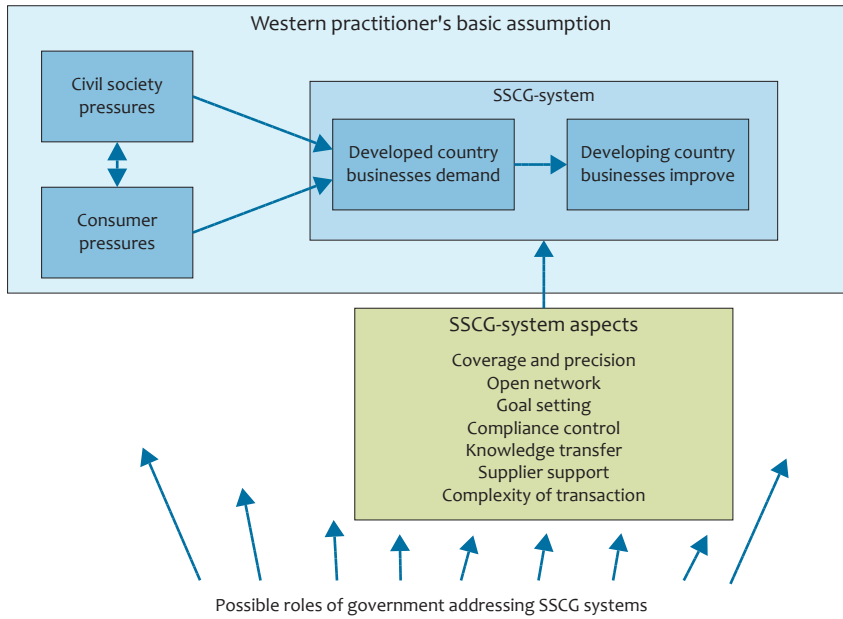 Western practitioner's basic assumption
Civil society
pressures
Consumer
pressures
SSCG-system
Developed country
businesses demand
Developing country
businesses improve
SSCG-system aspects
Coverage and precision
Open network
Goal setting
Compliance control
Knowledge transfer
Supplier support
Complexity of transaction
Possible roles of government addressing SSCG systems